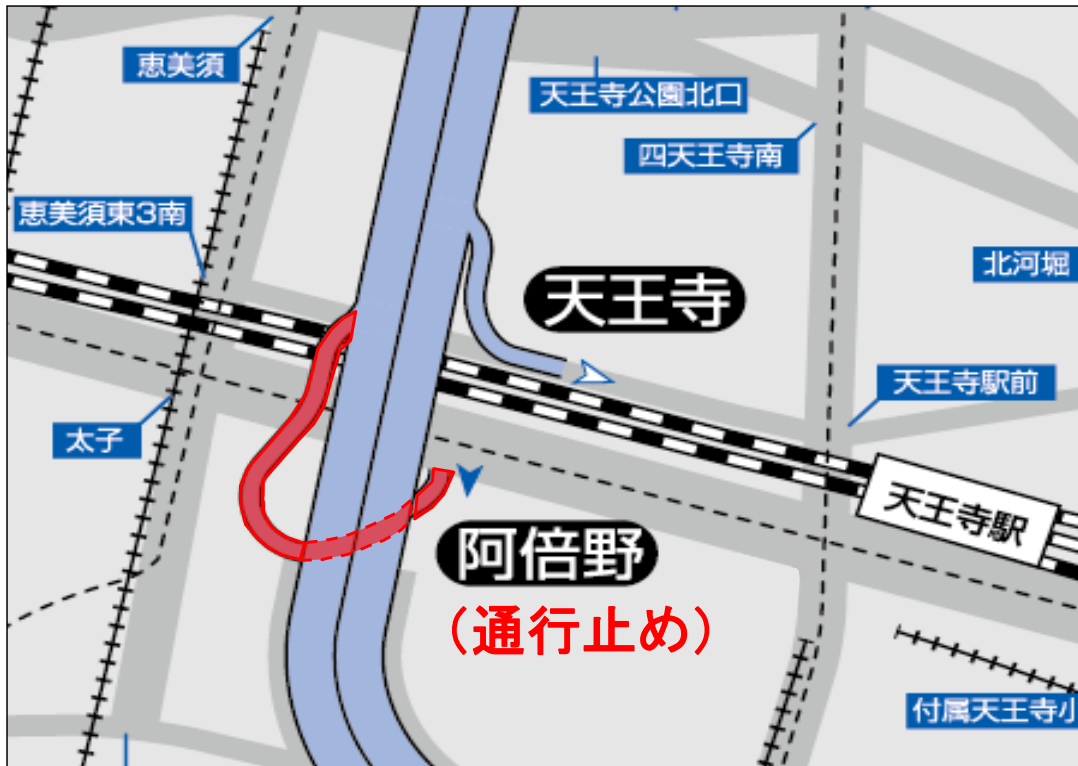 恵美須
天王寺公園北口
四天王寺南
恵美須東3南
北河堀
天王寺
天王寺駅前
太子
天王寺駅
阿倍野
（通行止め）
付属天王寺小